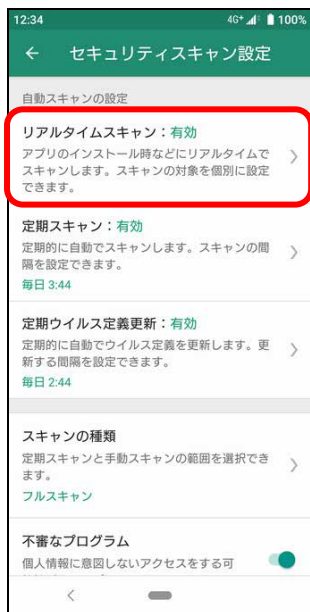 12:34 4G+ 100%
セキュリティスキャン設定
自動スキャンの設定
リアルタイムスキャン：有効
アプリのインストール時などにリアルタイムで
スキャンします。スキャンの対象を個別に設定
できます。
定期スキャン：有効
定期的に自動でスキャンします。スキャンの間
隔を設定できます。
毎日 3:44
定期ウイルス定義更新：有効
定期的に自動でウイルス定義を更新します。更
新する間隔を設定できます。
毎日 2:44
スキャンの種類
定期スキャンと手動スキャンの範囲を選択でき
ます。
フルスキャン
不審なプログラム
個人情報に意図しないアクセスをする可